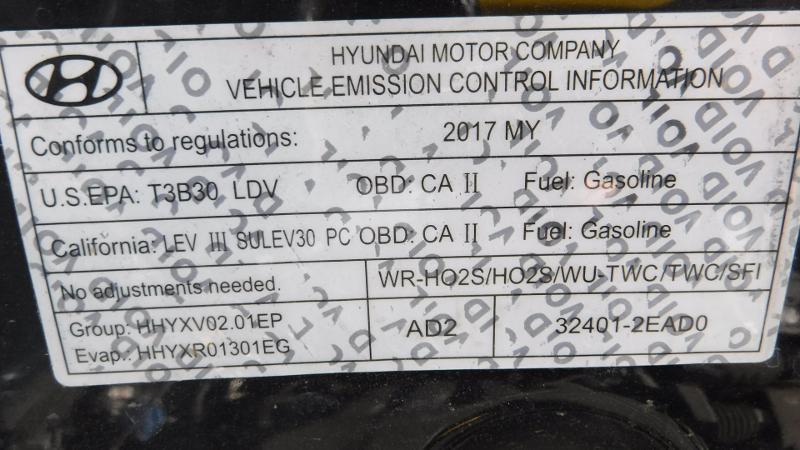 HYUNDAI MOTOR COMPANY
VEHICLE EMISSION CONTROL INFORMATION
Conforms to regulations: 2017 MY
U.S.EPA: T3B30 LDV OBD: CA II Fuel: Gasoline
California: LEV III SULEV30 PC OBD: CA II Fuel: Gasoline
No adjustments needed. WR-HO2S/HO2S/WU-TWC/TWC/SFI
Group: HHYXV02.01EP AD2 32401-2EAD0
Evap.: HHYXR01301EG